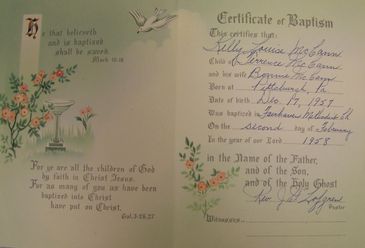 He that believeth
and is baptized
shall be saved.
Mark 16:16
For ye are all the children of God
by faith in Christ Jesus.
For as many of you as have been
baptized into Christ
have put on Christ.
Gal. 3:26,27
Certificate of Baptism
This certifies that:
Kelly Louise McCann
Child of Clarence McCann
and his wife Bonnie McCann
Born at Pittsburgh, Pa
Date of birth Dec. 17, 1957
Was baptized in Fairhaven Methodist Ch
On the second day of February
In the year of our Lord 1958
in the Name of the Father,
and of the Son,
and of the Holy Ghost
Rev. J.
Pastor
Witnesses